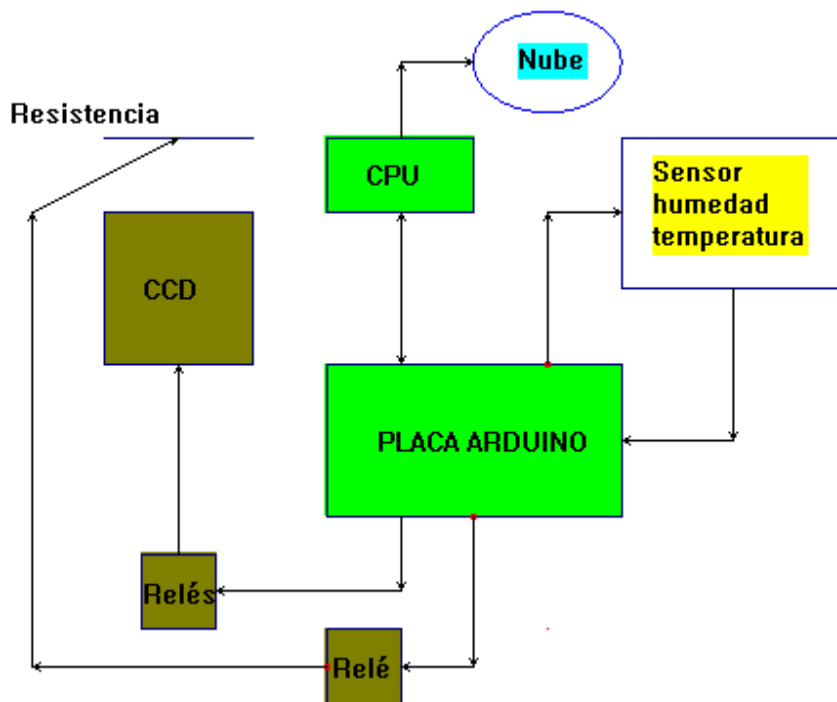 Nube
Resistencia
CPU
Sensor
humedad
temperatura
CCD
PLACA ARDUINO
Relés
Relé